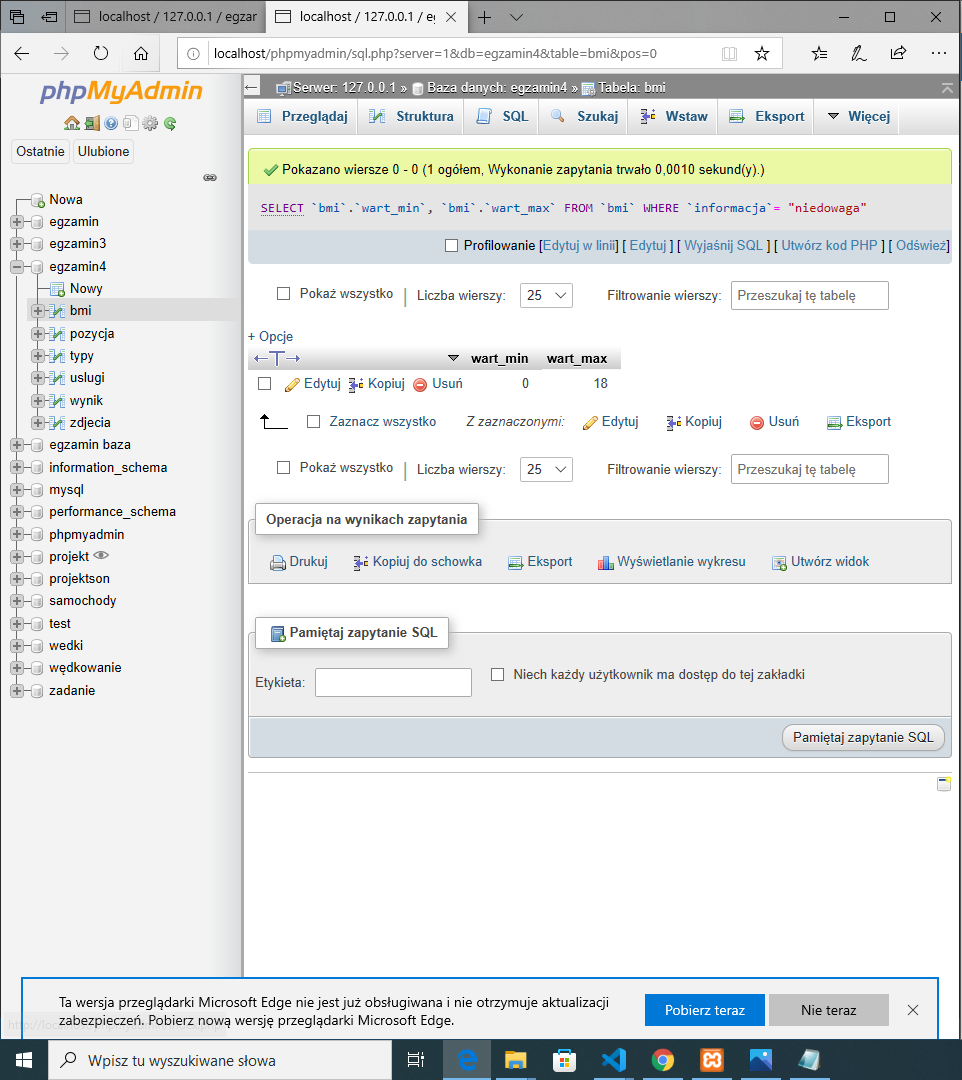 localhost / 127.0.0.1 / egzar
localhost / 127.0.0.1 / eg
localhost/phpmyadmin/sql.php?server=1&db=egzamin4&table=bmi&pos=0
phpMyAdmin
Ostatnie Ulubione
Nowa
egzamin
egzamin3
egzamin4
Nowy
bmi
pozycja
typy
uslugi
wynik
zdjecia
egzamin baza
information_schema
mysql
performance_schema
phpmyadmin
projekt
projektson
samochody
test
wedki
wędkowanie
zadanie
Serwer: 127.0.0.1 » Baza danych: egzamin4 » Tabela: bmi
Przeglądaj Struktura SQL Szukaj Wstaw Eksport Więcej
Pokazano wiersze 0 - 0 (1 ogółem, Wykonanie zapytania trwało 0,0010 sekund(y).)
SELECT `bmi`.`wart_min`, `bmi`.`wart_max` FROM `bmi` WHERE `informacja`= "niedowaga"
Profilowanie [Edytuj w linii] [ Edytuj ] [ Wyjaśnij SQL ] [ Utwórz kod PHP ] [ Odśwież]
Pokaż wszystko | Liczba wierszy: 25 Filtrowanie wierszy: Przeszukaj tę tabelę
+ Opcje
←T→ wart_min wart_max
Edytuj Kopiuj Usuń 0 18
Zaznacz wszystko Z zaznaczonymi: Edytuj Kopiuj Usuń Eksport
Pokaż wszystko | Liczba wierszy: 25 Filtrowanie wierszy: Przeszukaj tę tabelę
Operacja na wynikach zapytania
Drukuj Kopiuj do schowka Eksport Wyświetlanie wykresu Utwórz widok
Pamiętaj zapytanie SQL
Etykieta: Niech każdy użytkownik ma dostęp do tej zakładki
Pamiętaj zapytanie SQL
Ta wersja przeglądarki Microsoft Edge nie jest już obsługiwana i nie otrzymuje aktualizacji
zabezpieczeń. Pobierz nową wersję przeglądarki Microsoft Edge.
Pobierz teraz Nie teraz
Wpisz tu wyszukiwane słowa